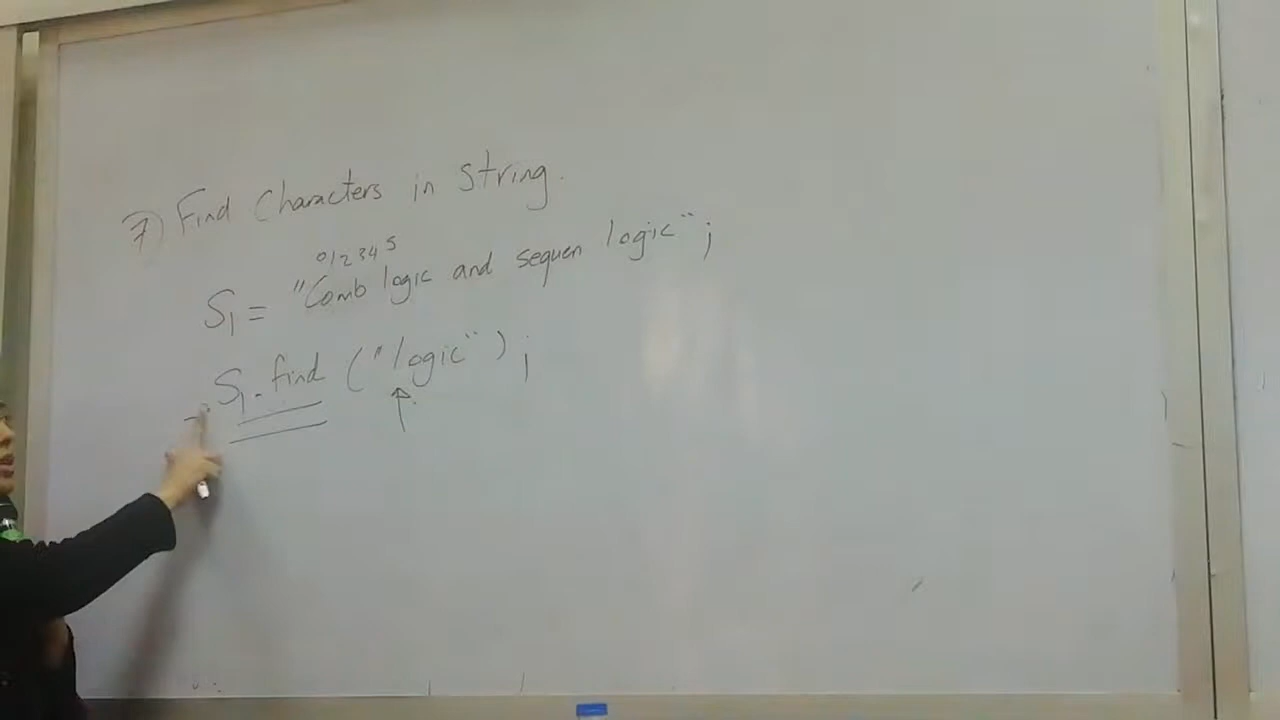 7) Find Characters in String.
0 1 2 3 4 5
S1 = "Comb logic and sequen logic";
S1.find ("logic");